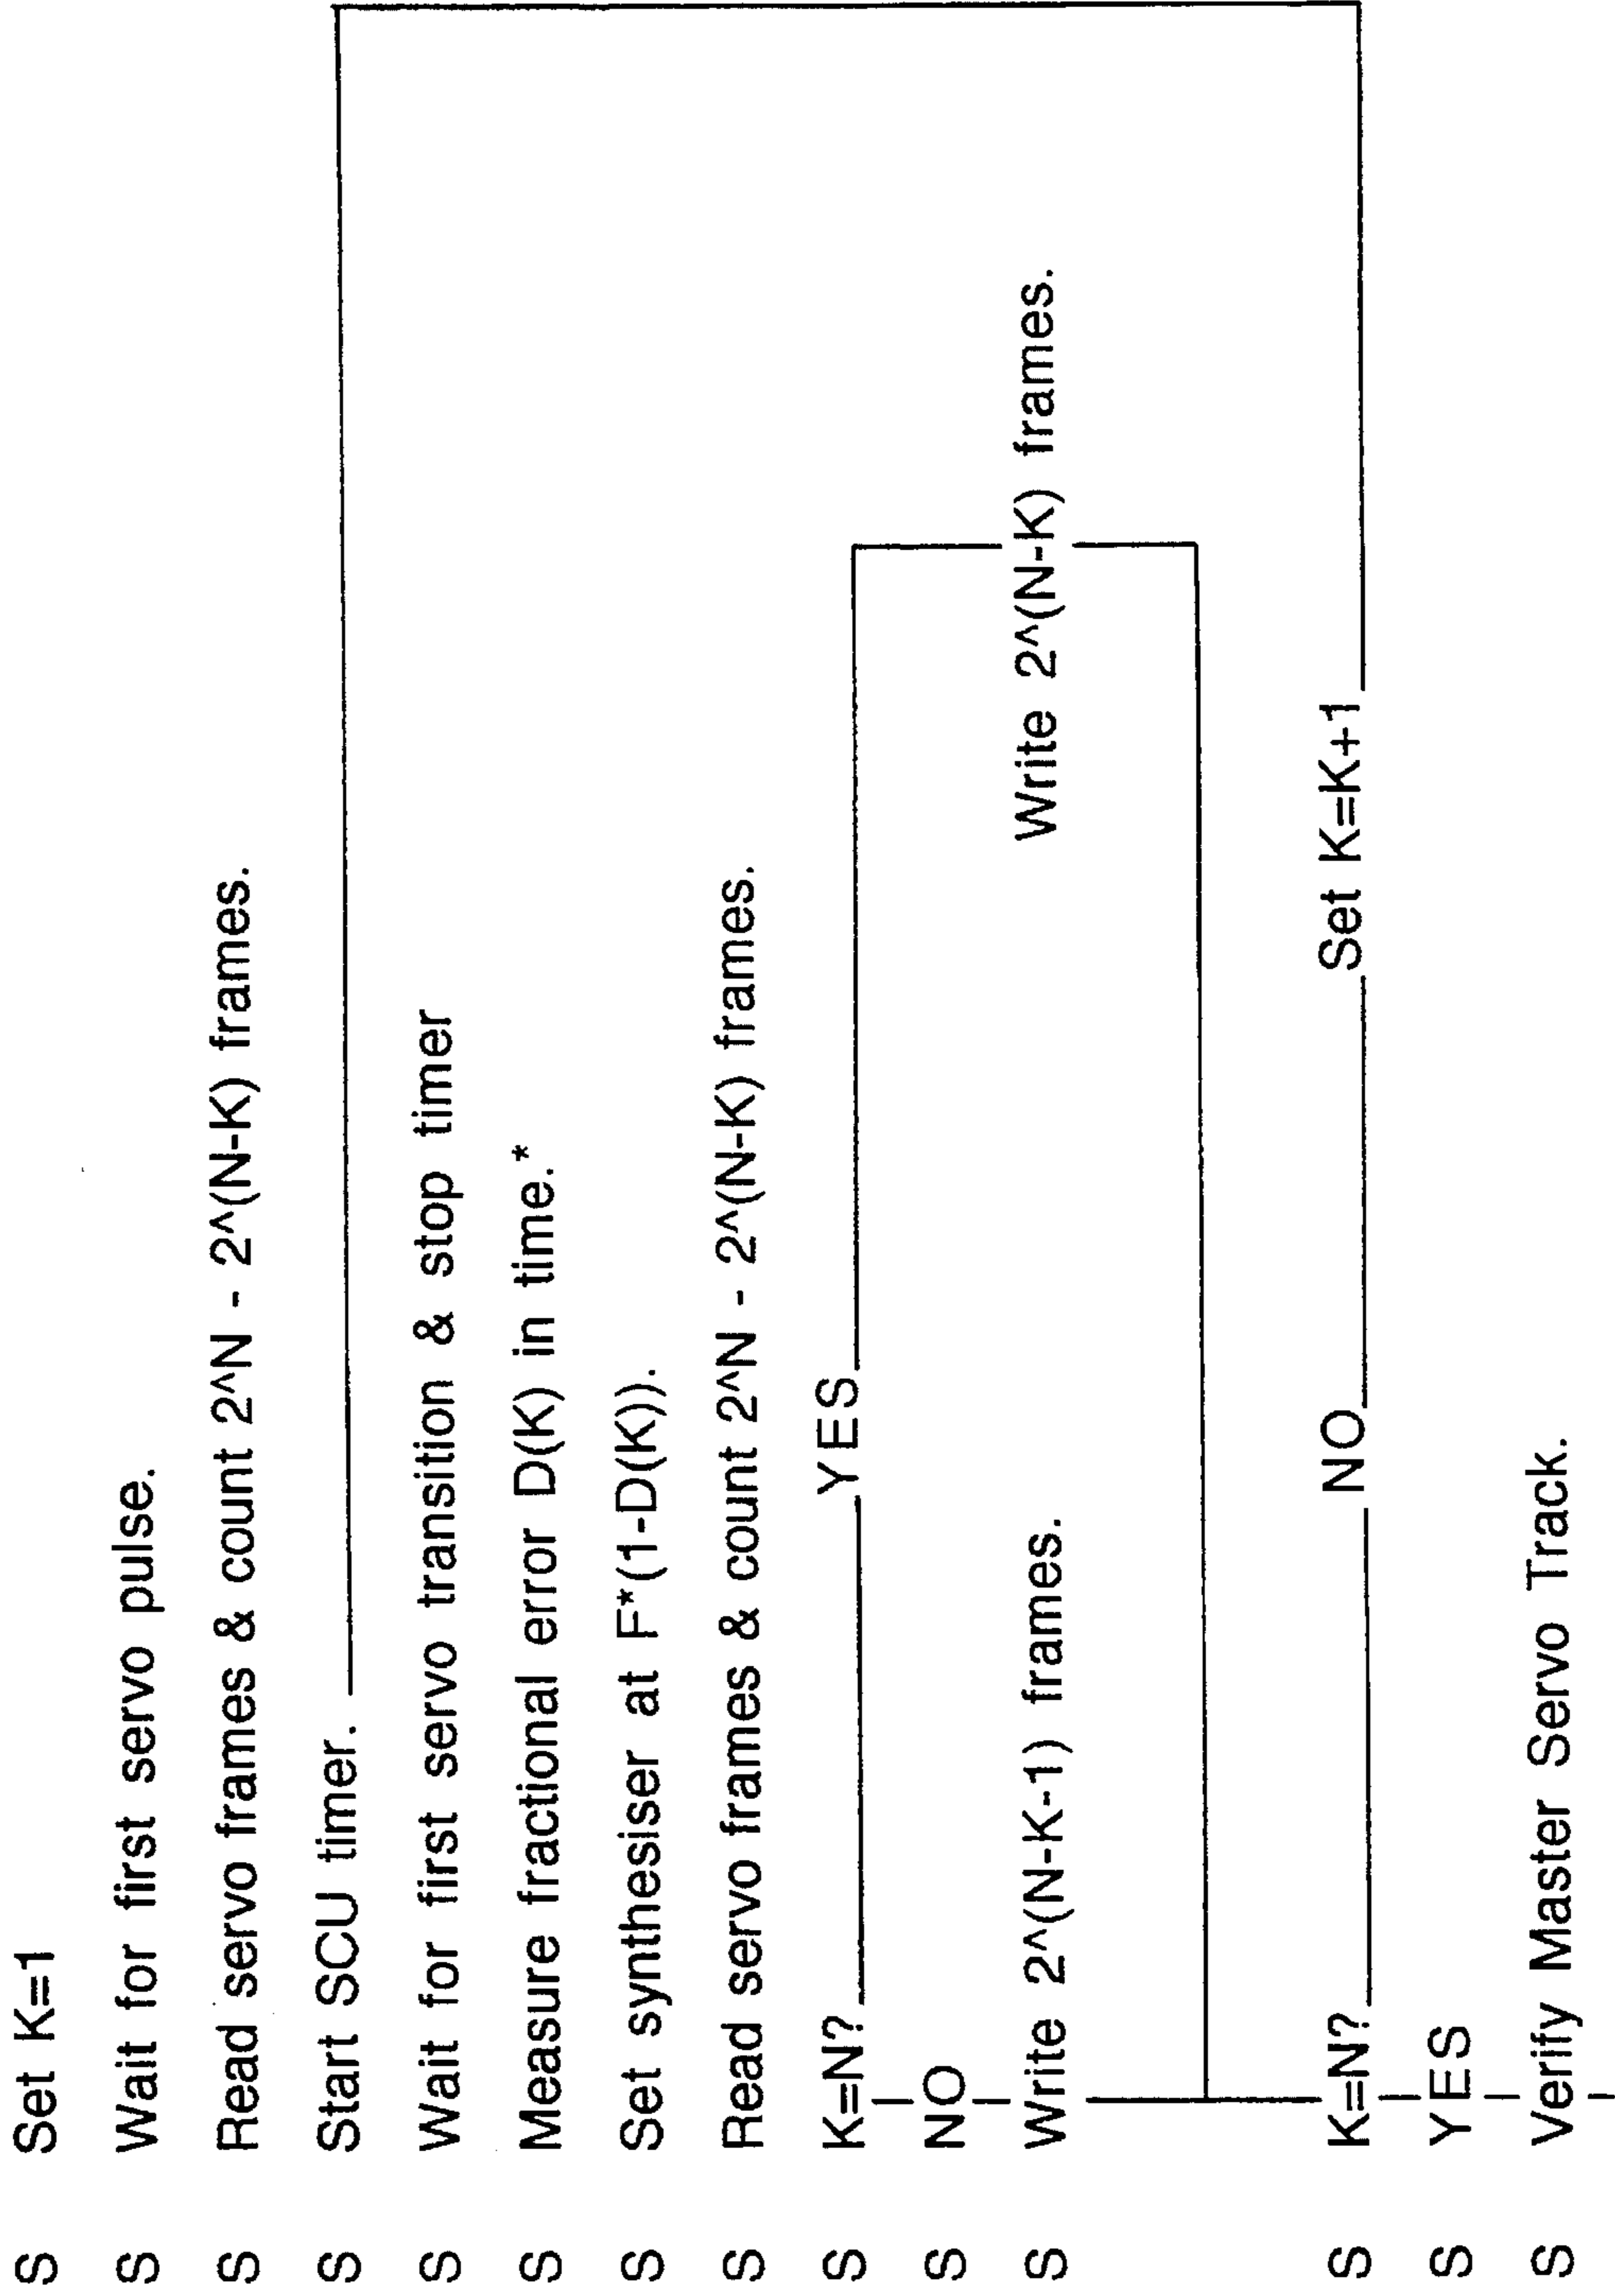 S Set K=1
S Wait for first servo pulse.
S Read servo frames & count 2^N - 2^(N-K) frames.
S Start SCU timer.
S Wait for first servo transition & stop timer
S Measure fractional error D(K) in time.*
S Set synthesiser at F*(1-D(K)).
S Read servo frames & count 2^N - 2^(N-K) frames.
S K=N? YES
S NO
S Write 2^(N-K-1) frames. Write 2^(N-K) frames.
S K=N? NO Set K=K+1
S YES
S Verify Master Servo Track.